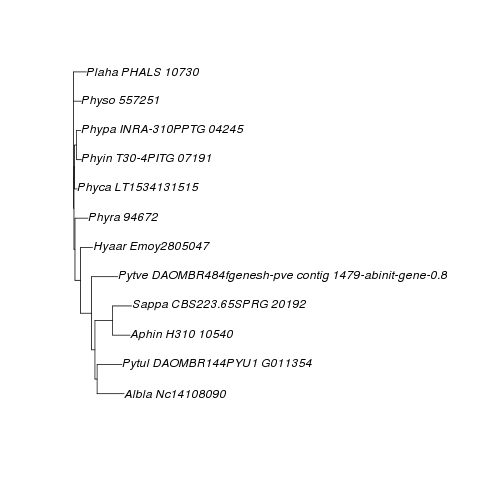 Plaha PHALS 10730
Physo 557251
Phypa INRA-310PPTG 04245
Phyin T30-4PITG 07191
Phyca LT1534131515
Phyra 94672
Hyaar Emoy2805047
Pytve DAOMBR484fgenesh-pve contig 1479-abinit-gene-0.8
Sappa CBS223.65SPRG 20192
Aphin H310 10540
Pytul DAOMBR144PYU1 G011354
Albla Nc14108090